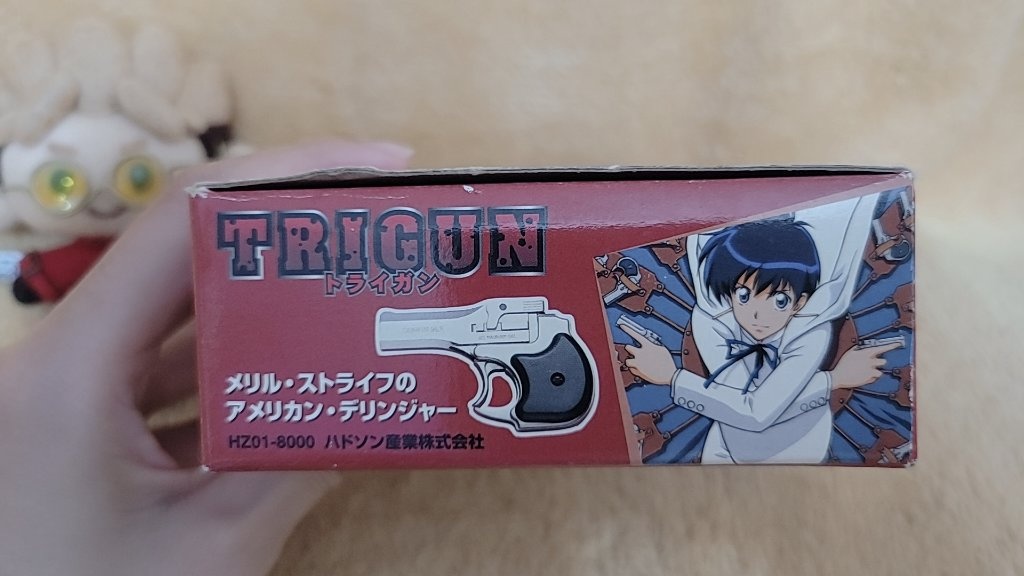 TRIGUN
トライガン
メリル・ストライフの
アメリカン・デリンジャー
HZ01-8000 ハドソン産業株式会社